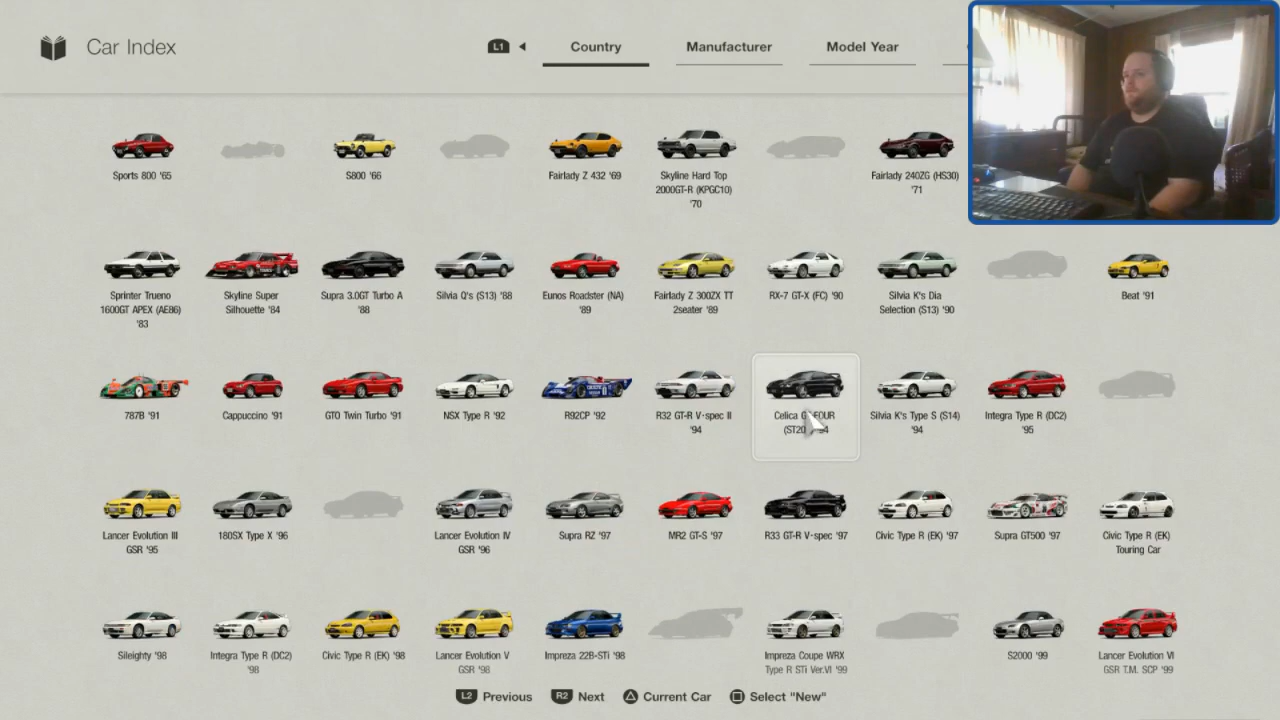 Car Index
L1
Country
Manufacturer
Model Year
Sports 800 '65
S800 '66
Fairlady Z 432 '69
Skyline Hard Top
2000GT-R (KPGC10)
'70
Fairlady 240ZG (HS30)
'71
Sprinter Trueno
1600GT APEX (AE86)
'83
Skyline Super
Silhouette '84
Supra 3.0GT Turbo A
'88
Silvia Q's (S13) '88
Eunos Roadster (NA)
'89
Fairlady Z 300ZX TT
2seater '89
RX-7 GT-X (FC) '90
Silvia K's Dia
Selection (S13) '90
Beat '91
787B '91
Cappuccino '91
GTO Twin Turbo '91
NSX Type R '92
R92CP '92
R32 GT-R V·spec II
'94
Celica
(ST20
Silvia K's Type S (S14)
'94
Integra Type R (DC2)
'95
Lancer Evolution III
GSR '95
180SX Type X '96
Lancer Evolution IV
GSR '96
Supra RZ '97
MR2 GT-S '97
R33 GT-R V·spec '97
Civic Type R (EK) '97
Supra GT500 '97
Civic Type R (EK)
Touring Car
Sileighty '98
Integra Type R (DC2)
'98
Civic Type R (EK) '98
Lancer Evolution V
GSR '98
Impreza 22B-STi '98
Impreza Coupe WRX
Type R STi Ver.VI '99
S2000 '99
Lancer Evolution VI
GSR T.M. SCP '99
L2 Previous
R2 Next
Current Car
Select "New"